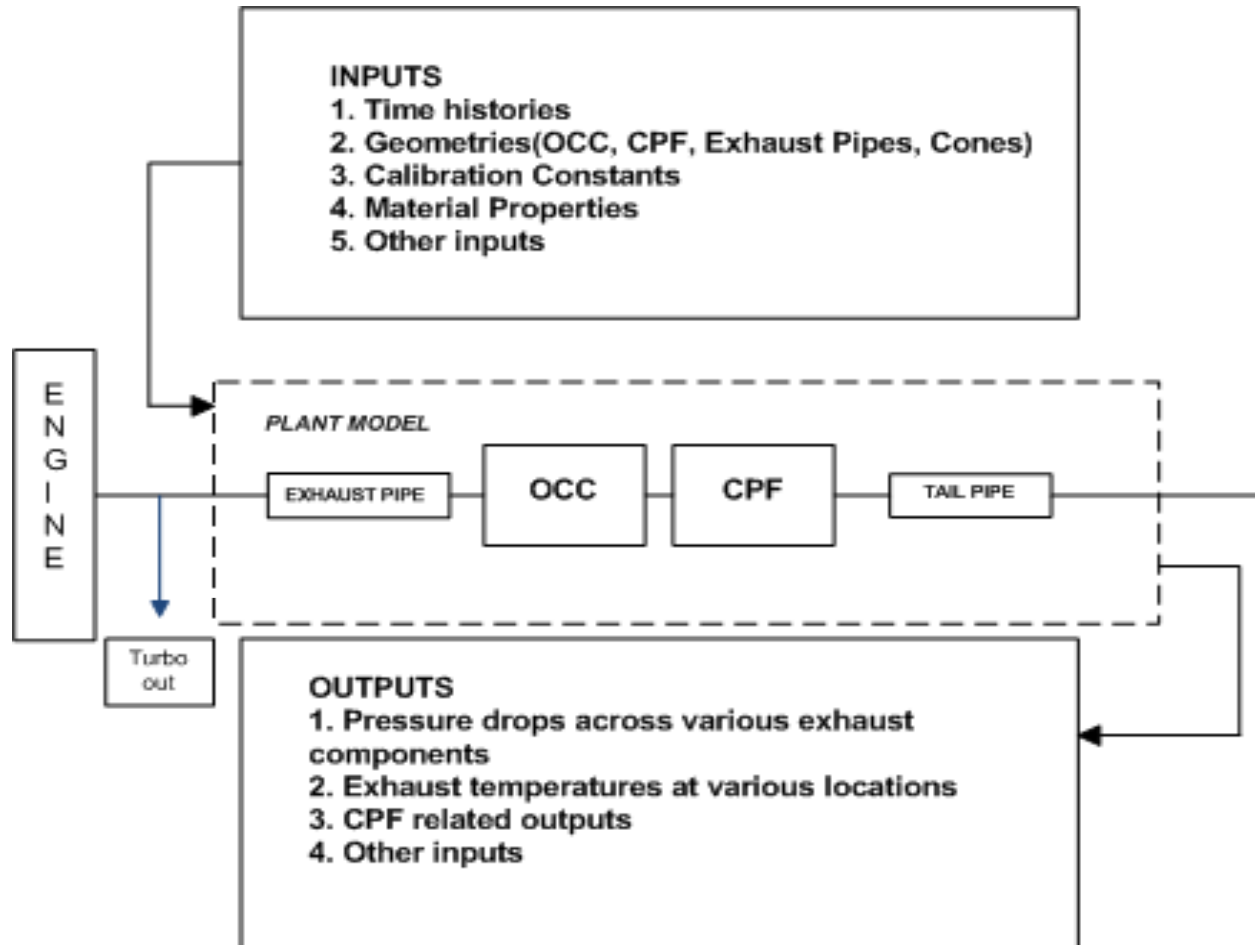 INPUTS
1. Time histories
2. Geometries(OCC, CPF, Exhaust Pipes, Cones)
3. Calibration Constants
4. Material Properties
5. Other inputs
ENGINE
PLANT MODEL
EXHAUST PIPE
OCC
CPF
TAIL PIPE
Turbo
out
OUTPUTS
1. Pressure drops across various exhaust
components
2. Exhaust temperatures at various locations
3. CPF related outputs
4. Other inputs